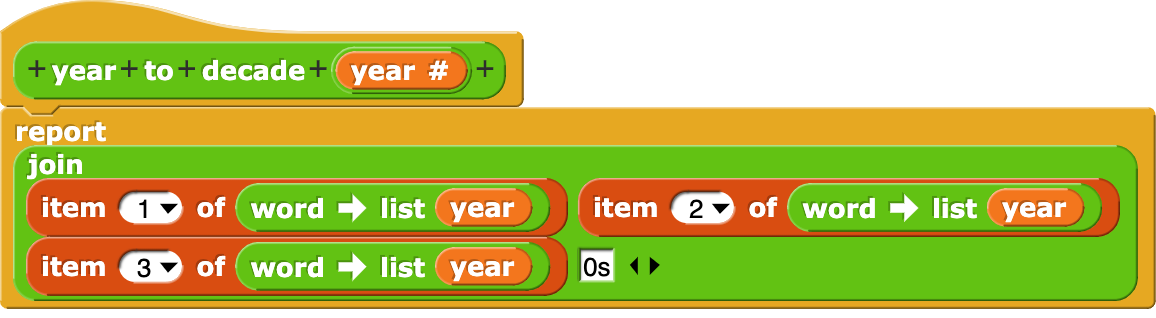 + year + to + decade + year # +
report
join
item 1 of word → list year item 2 of word → list year
item 3 of word → list year 0s